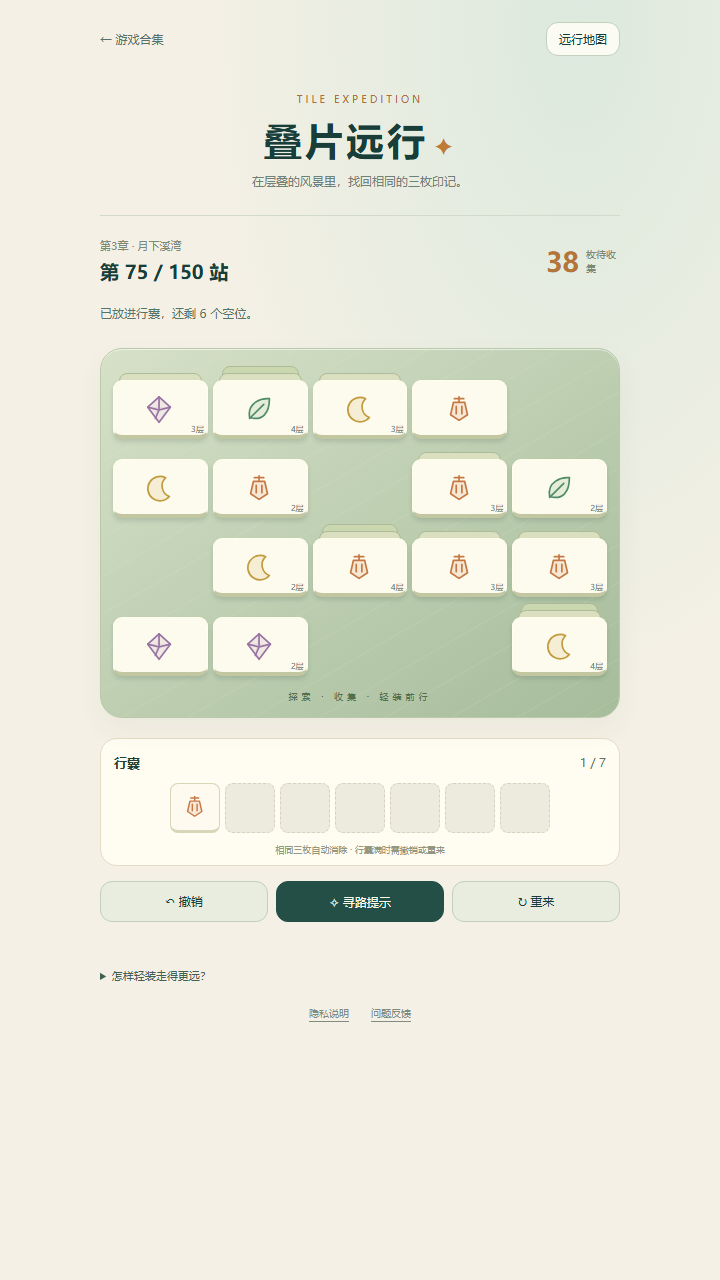 ← 游戏合集
远行地图
TILE EXPEDITION
叠片远行
在层叠的风景里，找回相同的三枚印记。
第3章 · 月下溪湾
第 75 / 150 站
38 枚待收集
已放进行囊，还剩 6 个空位。
3层 4层 3层
2层 3层 2层
2层 4层 3层 3层
2层 4层
探索 · 收集 · 轻装前行
行囊 1 / 7
相同三枚自动消除 · 行囊满时需撤销或重来
撤销 寻路提示 重来
怎样轻装走得更远?
隐私说明 问题反馈